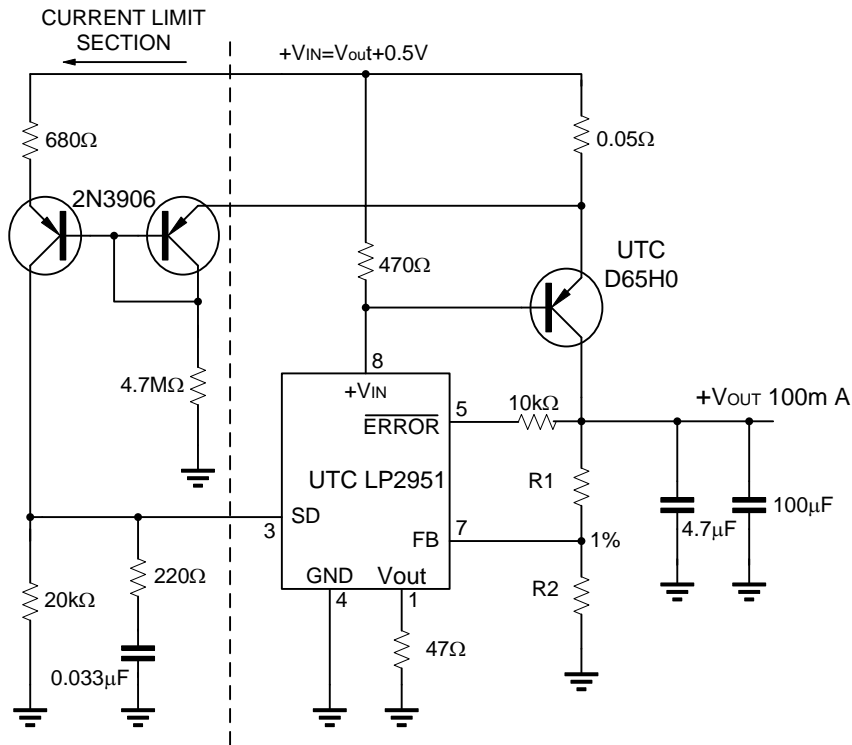 CURRENT LIMIT
SECTION
+VIN=Vout+0.5V
680Ω
0.05Ω
2N3906
470Ω
UTC
D65H0
4.7MΩ
8
+VIN
5
10kΩ
+VOUT 100m A
ERROR
UTC LP2951
R1
SD
3
FB
7
1%
4.7μF
100μF
220Ω
GND
Vout
20kΩ
4
1
R2
47Ω
0.033μF